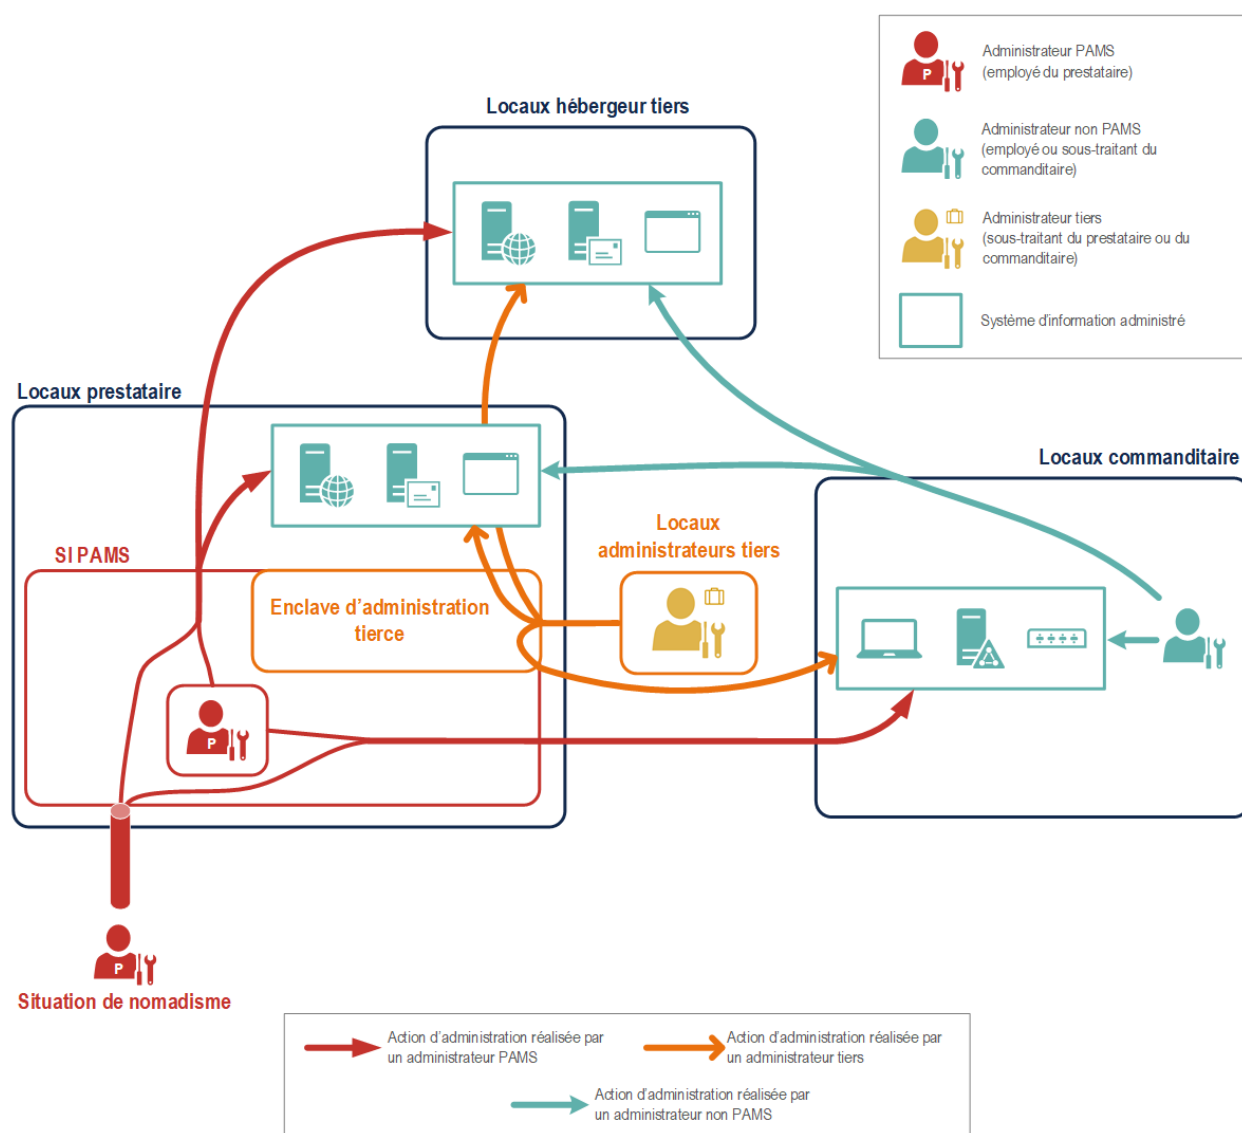 Administrateur PAMS
(employé du prestataire)
Administrateur non PAMS
(employé ou sous-traitant du
commanditaire)
Administrateur tiers
(sous-traitant du prestataire ou du
commanditaire)
Système d'information administré
Locaux hébergeur tiers
Locaux prestataire
Locaux commanditaire
SI PAMS
Locaux
administrateurs tiers
Enclave d'administration
tierce
P
P
P
Situation de nomadisme
Action d'administration réalisée par
un administrateur PAMS
Action d'administration réalisée par
un administrateur tiers
Action d'administration réalisée par
un administrateur non PAMS